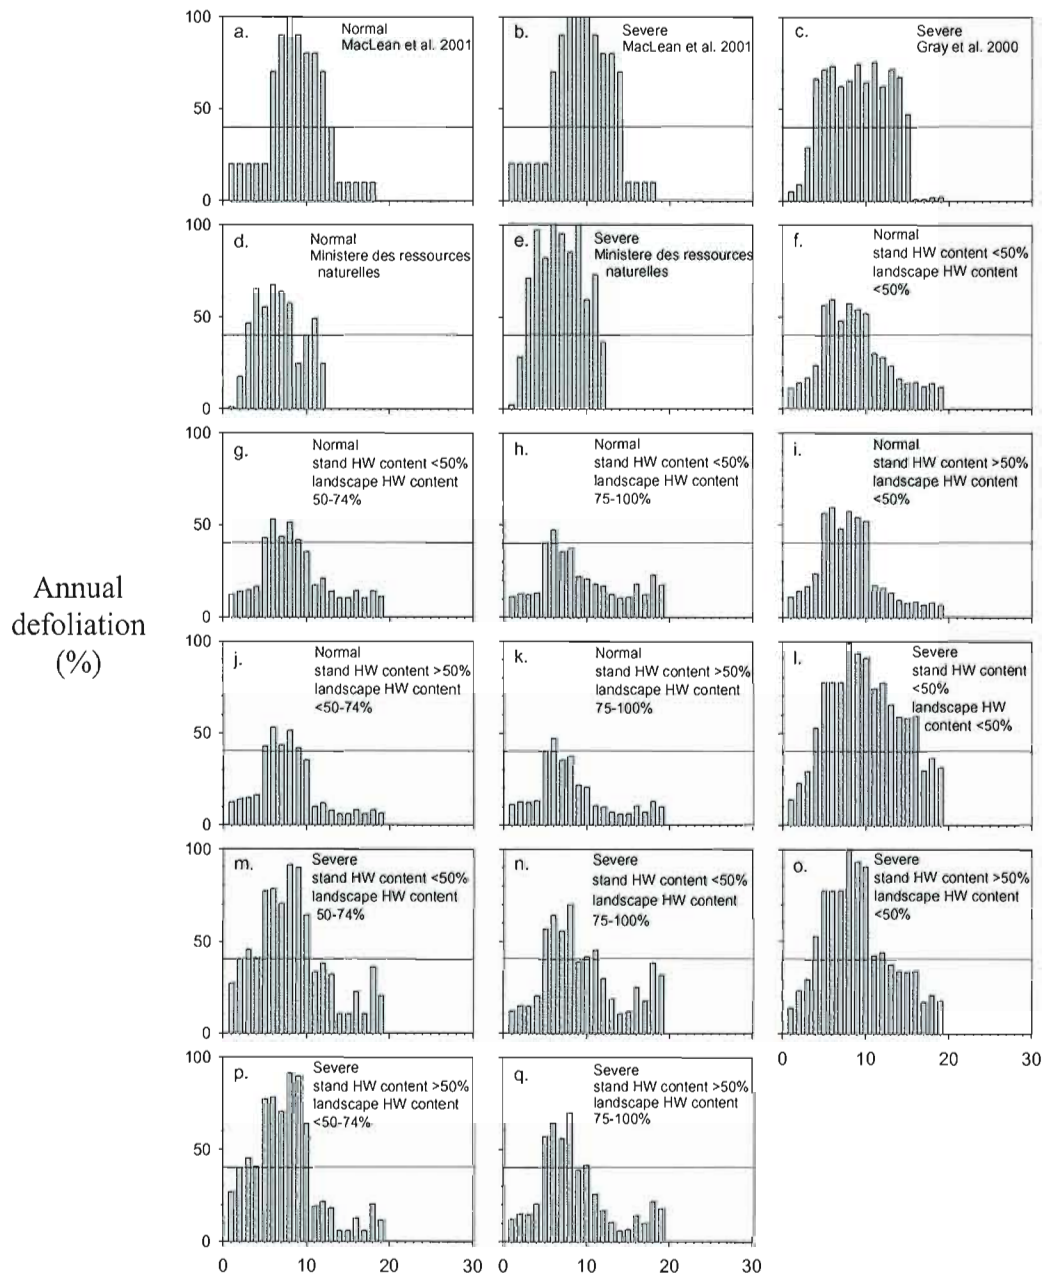 a.
Normal
MacLean et al. 2001
b.
Severe
MacLean et al. 2001
c.
Severe
Gray et al. 2000
100
50
0
d.
Normal
Ministere des ressources
naturelles
e.
Severe
Ministere des ressources
naturelles
f.
Normal
stand HW content <50%
landscape HW content
<50%
100
50
0
g.
Normal
stand HW content <50%
landscape HW content
50-74%
h.
Normal
stand HW content <50%
landscape HW content
75-100%
i.
Normal
stand HW content >50%
landscape HW content
<50%
100
50
0
Annual
defoliation
(%)
j.
Normal
stand HW content >50%
landscape HW content
<50-74%
k.
Normal
stand HW content >50%
landscape HW content
75-100%
l.
Severe
stand HW content
<50%
landscape HW
content <50%
100
50
0
m.
Severe
stand HW content <50%
landscape HW content
50-74%
n.
Severe
stand HW content <50%
landscape HW content
75-100%
o.
Severe
stand HW content >50%
landscape HW content
<50%
100
50
0
0 10 20 30
p.
Severe
stand HW content >50%
landscape HW content
<50-74%
q.
Severe
stand HW content >50%
landscape HW content
75-100%
100
50
0
0 10 20 30
0 10 20 30